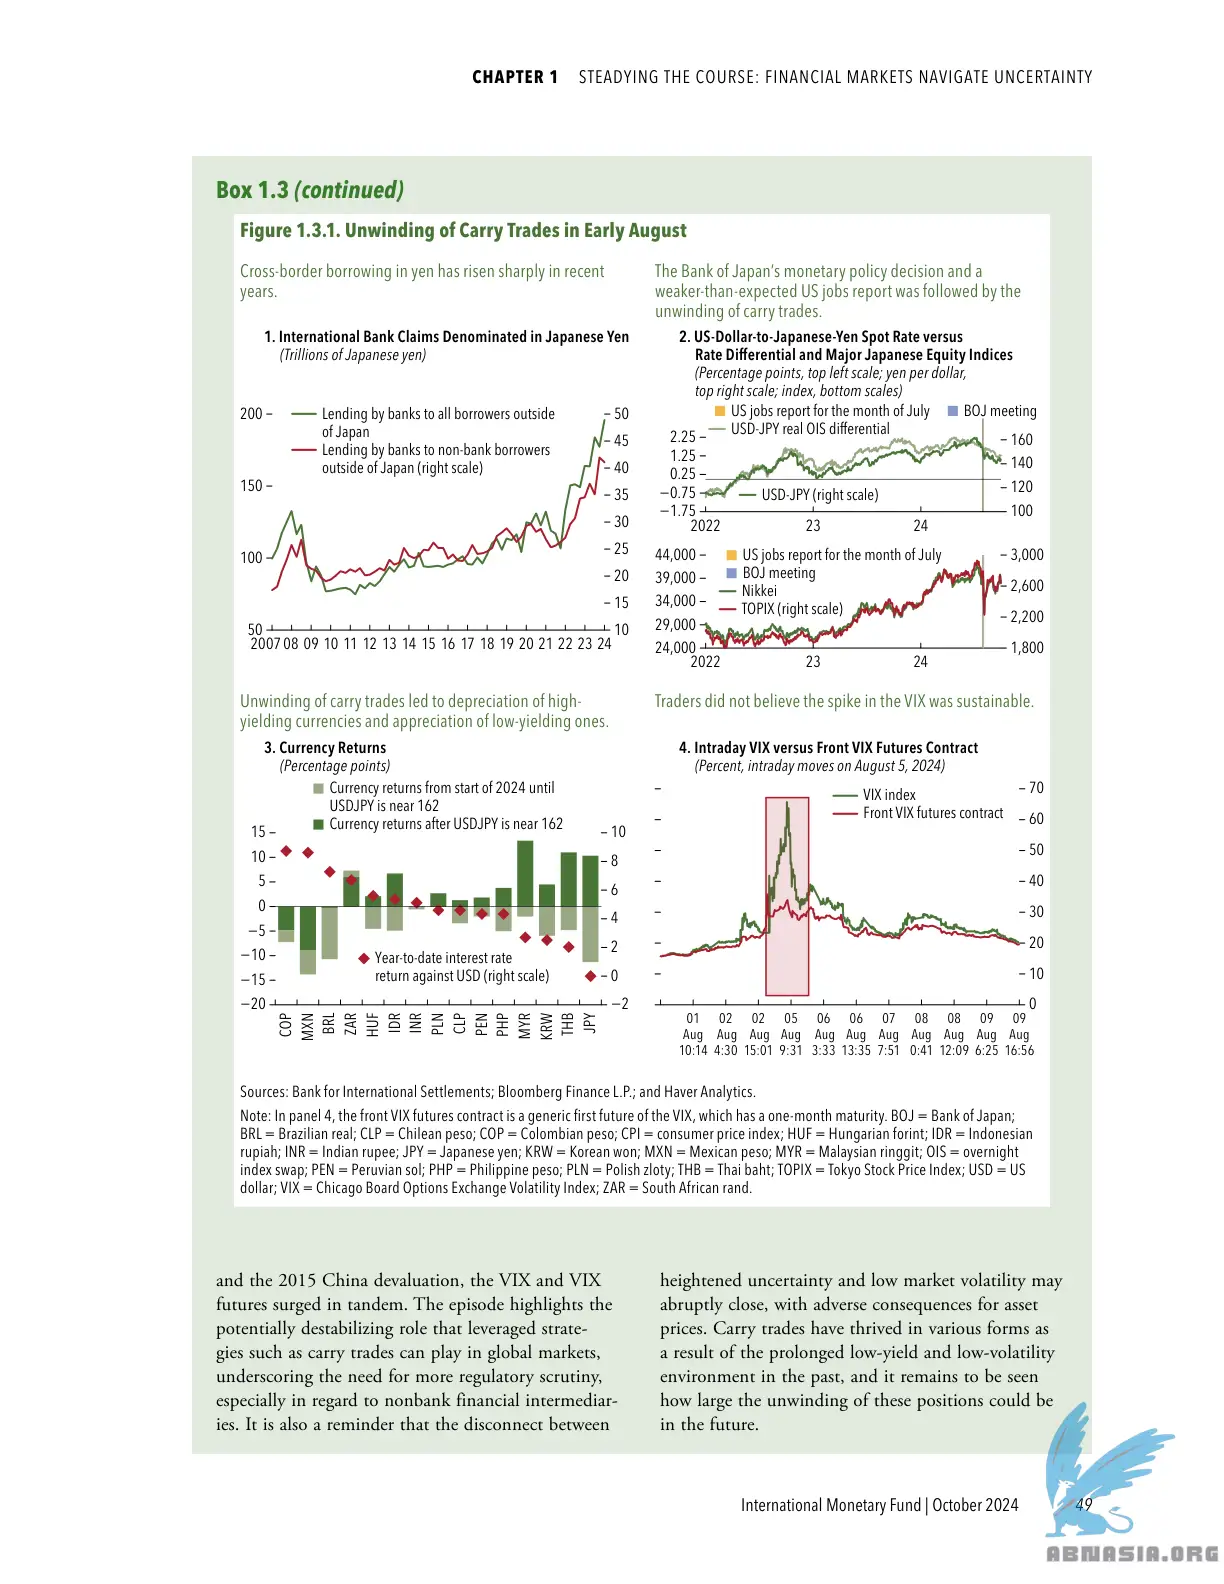 CHAPTER 1 STEADYING THE COURSE: FINANCIAL MARKETS NAVIGATE UNCERTAINTY
Box 1.3 (continued)
Figure 1.3.1. Unwinding of Carry Trades in Early August
Cross-border borrowing in yen has risen sharply in recent
years.
1. International Bank Claims Denominated in Japanese Yen
(Trillions of Japanese yen)
200
150
100
50
Lending by banks to all borrowers outside
of Japan
Lending by banks to non-bank borrowers
outside of Japan (right scale)
50
45
40
35
30
25
20
15
10
2007 08 09 10 11 12 13 14 15 16 17 18 19 20 21 22 23 24
The Bank of Japan's monetary policy decision and a
weaker-than-expected US jobs report was followed by the
unwinding of carry trades.
2. US-Dollar-to-Japanese-Yen Spot Rate versus
Rate Differential and Major Japanese Equity Indices
(Percentage points, top left scale; yen per dollar,
top right scale; index, bottom scales)
US jobs report for the month of July BOJ meeting
USD-JPY real OIS differential
2.25
1.25
0.25
−0.75
−1.75
USD-JPY (right scale)
160
140
120
100
2022 23 24
44,000
39,000
34,000
29,000
24,000
US jobs report for the month of July
BOJ meeting
Nikkei
TOPIX (right scale)
3,000
2,600
2,200
1,800
2022 23 24
Unwinding of carry trades led to depreciation of high-
yielding currencies and appreciation of low-yielding ones.
3. Currency Returns
(Percentage points)
Currency returns from start of 2024 until
USDJPY is near 162
Currency returns after USDJPY is near 162
15
10
5
0
−5
−10
−15
−20
10
8
6
4
2
0
−2
Year-to-date interest rate
return against USD (right scale)
COP MXN BRL ZAR HUF IDR INR PLN CLP PEN PHP MYR KRW THB JPY
Traders did not believe the spike in the VIX was sustainable.
4. Intraday VIX versus Front VIX Futures Contract
(Percent, intraday moves on August 5, 2024)
VIX index
Front VIX futures contract
70
60
50
40
30
20
10
0
01 02 02 05 06 06 07 08 08 09 09
Aug Aug Aug Aug Aug Aug Aug Aug Aug Aug Aug
10:14 4:30 15:01 9:31 3:33 13:35 7:51 0:41 12:09 6:25 16:56
Sources: Bank for International Settlements; Bloomberg Finance L.P.; and Haver Analytics.
Note: In panel 4, the front VIX futures contract is a generic first future of the VIX, which has a one-month maturity. BOJ = Bank of Japan;
BRL = Brazilian real; CLP = Chilean peso; COP = Colombian peso; CPI = consumer price index; HUF = Hungarian forint; IDR = Indonesian
rupiah; INR = Indian rupee; JPY = Japanese yen; KRW = Korean won; MXN = Mexican peso; MYR = Malaysian ringgit; OIS = overnight
index swap; PEN = Peruvian sol; PHP = Philippine peso; PLN = Polish zloty; THB = Thai baht; TOPIX = Tokyo Stock Price Index; USD = US
dollar; VIX = Chicago Board Options Exchange Volatility Index; ZAR = South African rand.
and the 2015 China devaluation, the VIX and VIX
futures surged in tandem. The episode highlights the
potentially destabilizing role that leveraged strate-
gies such as carry trades can play in global markets,
underscoring the need for more regulatory scrutiny,
especially in regard to nonbank financial intermediar-
ies. It is also a reminder that the disconnect between
heightened uncertainty and low market volatility may
abruptly close, with adverse consequences for asset
prices. Carry trades have thrived in various forms as
a result of the prolonged low-yield and low-volatility
environment in the past, and it remains to be seen
how large the unwinding of these positions could be
in the future.
International Monetary Fund | October 2024 49
ABNASIA.ORG